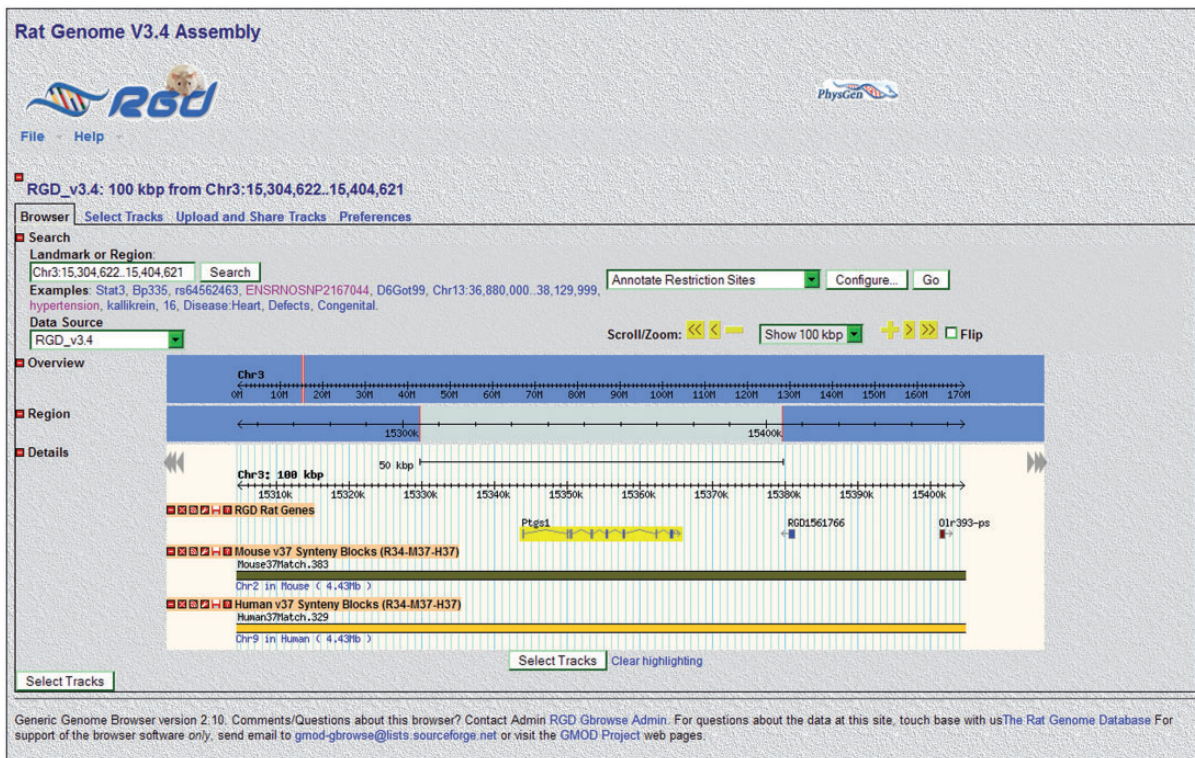 Rat Genome V3.4 Assembly
RGD
PhysGen
File Help
RGD_v3.4: 100 kbp from Chr3:15,304,622..15,404,621
Browser Select Tracks Upload and Share Tracks Preferences
Search
Landmark or Region:
Chr3:15,304,622..15,404,621 Search
Annotate Restriction Sites Configure... Go
Examples: Stat3, Bp335, rs64562463, ENSRNOSNP2167044, D6Got99, Chr13:36,880,000..38,129,999,
hypertension, kallikrein, 16, Disease:Heart, Defects, Congenital.
Data Source
RGD_v3.4
Scroll/Zoom: Show 100 kbp Flip
Overview
Chr3
0M 10M 20M 30M 40M 50M 60M 70M 80M 90M 100M 110M 120M 130M 140M 150M 160M 170M
Region
15300k 15400k
Details
50 kbp
Chr3: 100 kbp
15310k 15320k 15330k 15340k 15350k 15360k 15370k 15380k 15390k 15400k
RGD Rat Genes
Ptgs1 RGD1561766 Olr393-ps
Mouse v37 Synteny Blocks (R34-M37-H37)
Mouse37Match.383
Chr2 in Mouse ( 4.43Mb )
Human v37 Synteny Blocks (R34-M37-H37)
Human37Match.329
Chr9 in Human ( 4.43Mb )
Select Tracks Clear highlighting
Select Tracks
Generic Genome Browser version 2.10. Comments/Questions about this browser? Contact Admin RGD Gbrowse Admin. For questions about the data at this site, touch base with usThe Rat Genome Database For
support of the browser software only, send email to gmod-gbrowse@lists.sourceforge.net or visit the GMOD Project web pages.